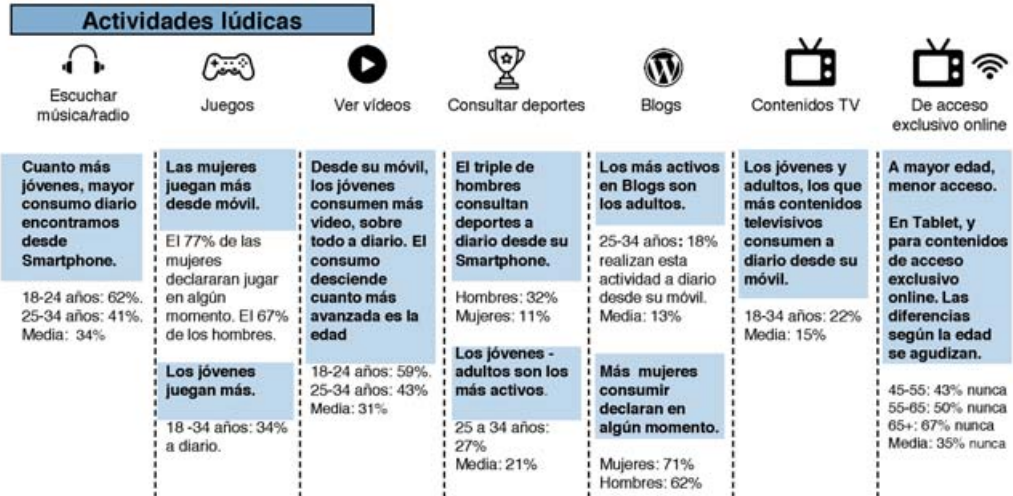 Actividades lúdicas
Escuchar
música/radio
Juegos
Ver vídeos
Consultar deportes
Blogs
Contenidos TV
De acceso
exclusivo online
Cuanto más
jóvenes, mayor
consumo diario
encontramos
desde
Smartphone.
18-24 años: 62%.
25-34 años: 41%.
Media: 34%
Las mujeres
juegan más
desde móvil.
El 77% de las
mujeres
declararan jugar
en algún
momento. El 67%
de los hombres.
Los jóvenes
juegan más.
18 -34 años: 34%
a diario.
Desde su móvil,
los jóvenes
consumen más
video, sobre
todo a diario. El
consumo
desciende
cuanto más
avanzada es la
edad
18-24 años: 59%.
25-34 años: 43%
Media: 31%
El triple de
hombres
consultan
deportes a
diario desde su
Smartphone.
Hombres: 32%
Mujeres: 11%
Los jóvenes -
adultos son los
más activos.
25 a 34 años:
27%
Media: 21%
Los más activos
en Blogs son
los adultos.
25-34 años: 18%
realizan esta
actividad a diario
desde su móvil.
Media: 13%
Más mujeres
consumir
declaran en
algún momento.
Mujeres: 71%
Hombres: 62%
Los jóvenes y
adultos, los que
más contenidos
televisivos
consumen a
diario desde su
móvil.
18-34 años: 22%
Media: 15%
A mayor edad,
menor acceso.
En Tablet, y
para contenidos
de acceso
exclusivo
online. Las
diferencias
según la edad
se agudizan.
45-55: 43% nunca
55-65: 50% nunca
65+: 67% nunca
Media: 35% nunca